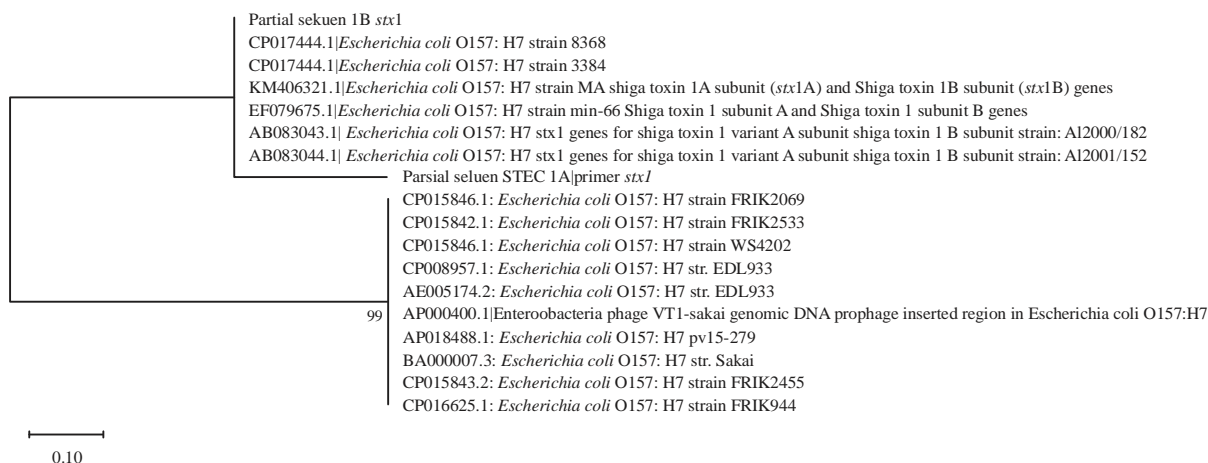 Partial sekuen 1B stx1
CP017444.1|Escherichia coli O157: H7 strain 8368
CP017444.1|Escherichia coli O157: H7 strain 3384
KM406321.1|Escherichia coli O157: H7 strain MA shiga toxin 1A subunit (stx1A) and Shiga toxin 1B subunit (stx1B) genes
EF079675.1|Escherichia coli O157: H7 strain min-66 Shiga toxin 1 subunit A and Shiga toxin 1 subunit B genes
AB083043.1| Escherichia coli O157: H7 stx1 genes for shiga toxin 1 variant A subunit shiga toxin 1 B subunit strain: Al2000/182
AB083044.1| Escherichia coli O157: H7 stx1 genes for shiga toxin 1 variant A subunit shiga toxin 1 B subunit strain: Al2001/152
Parsial seluen STEC 1A|primer stx1
CP015846.1: Escherichia coli O157: H7 strain FRIK2069
CP015842.1: Escherichia coli O157: H7 strain FRIK2533
CP015846.1: Escherichia coli O157: H7 strain WS4202
CP008957.1: Escherichia coli O157: H7 str. EDL933
AE005174.2: Escherichia coli O157: H7 str. EDL933
99
AP000400.1|Enteroobacteria phage VT1-sakai genomic DNA prophage inserted region in Escherichia coli O157:H7
AP018488.1: Escherichia coli O157: H7 pv15-279
BA000007.3: Escherichia coli O157: H7 str. Sakai
CP015843.2: Escherichia coli O157: H7 strain FRIK2455
CP016625.1: Escherichia coli O157: H7 strain FRIK944
0.10